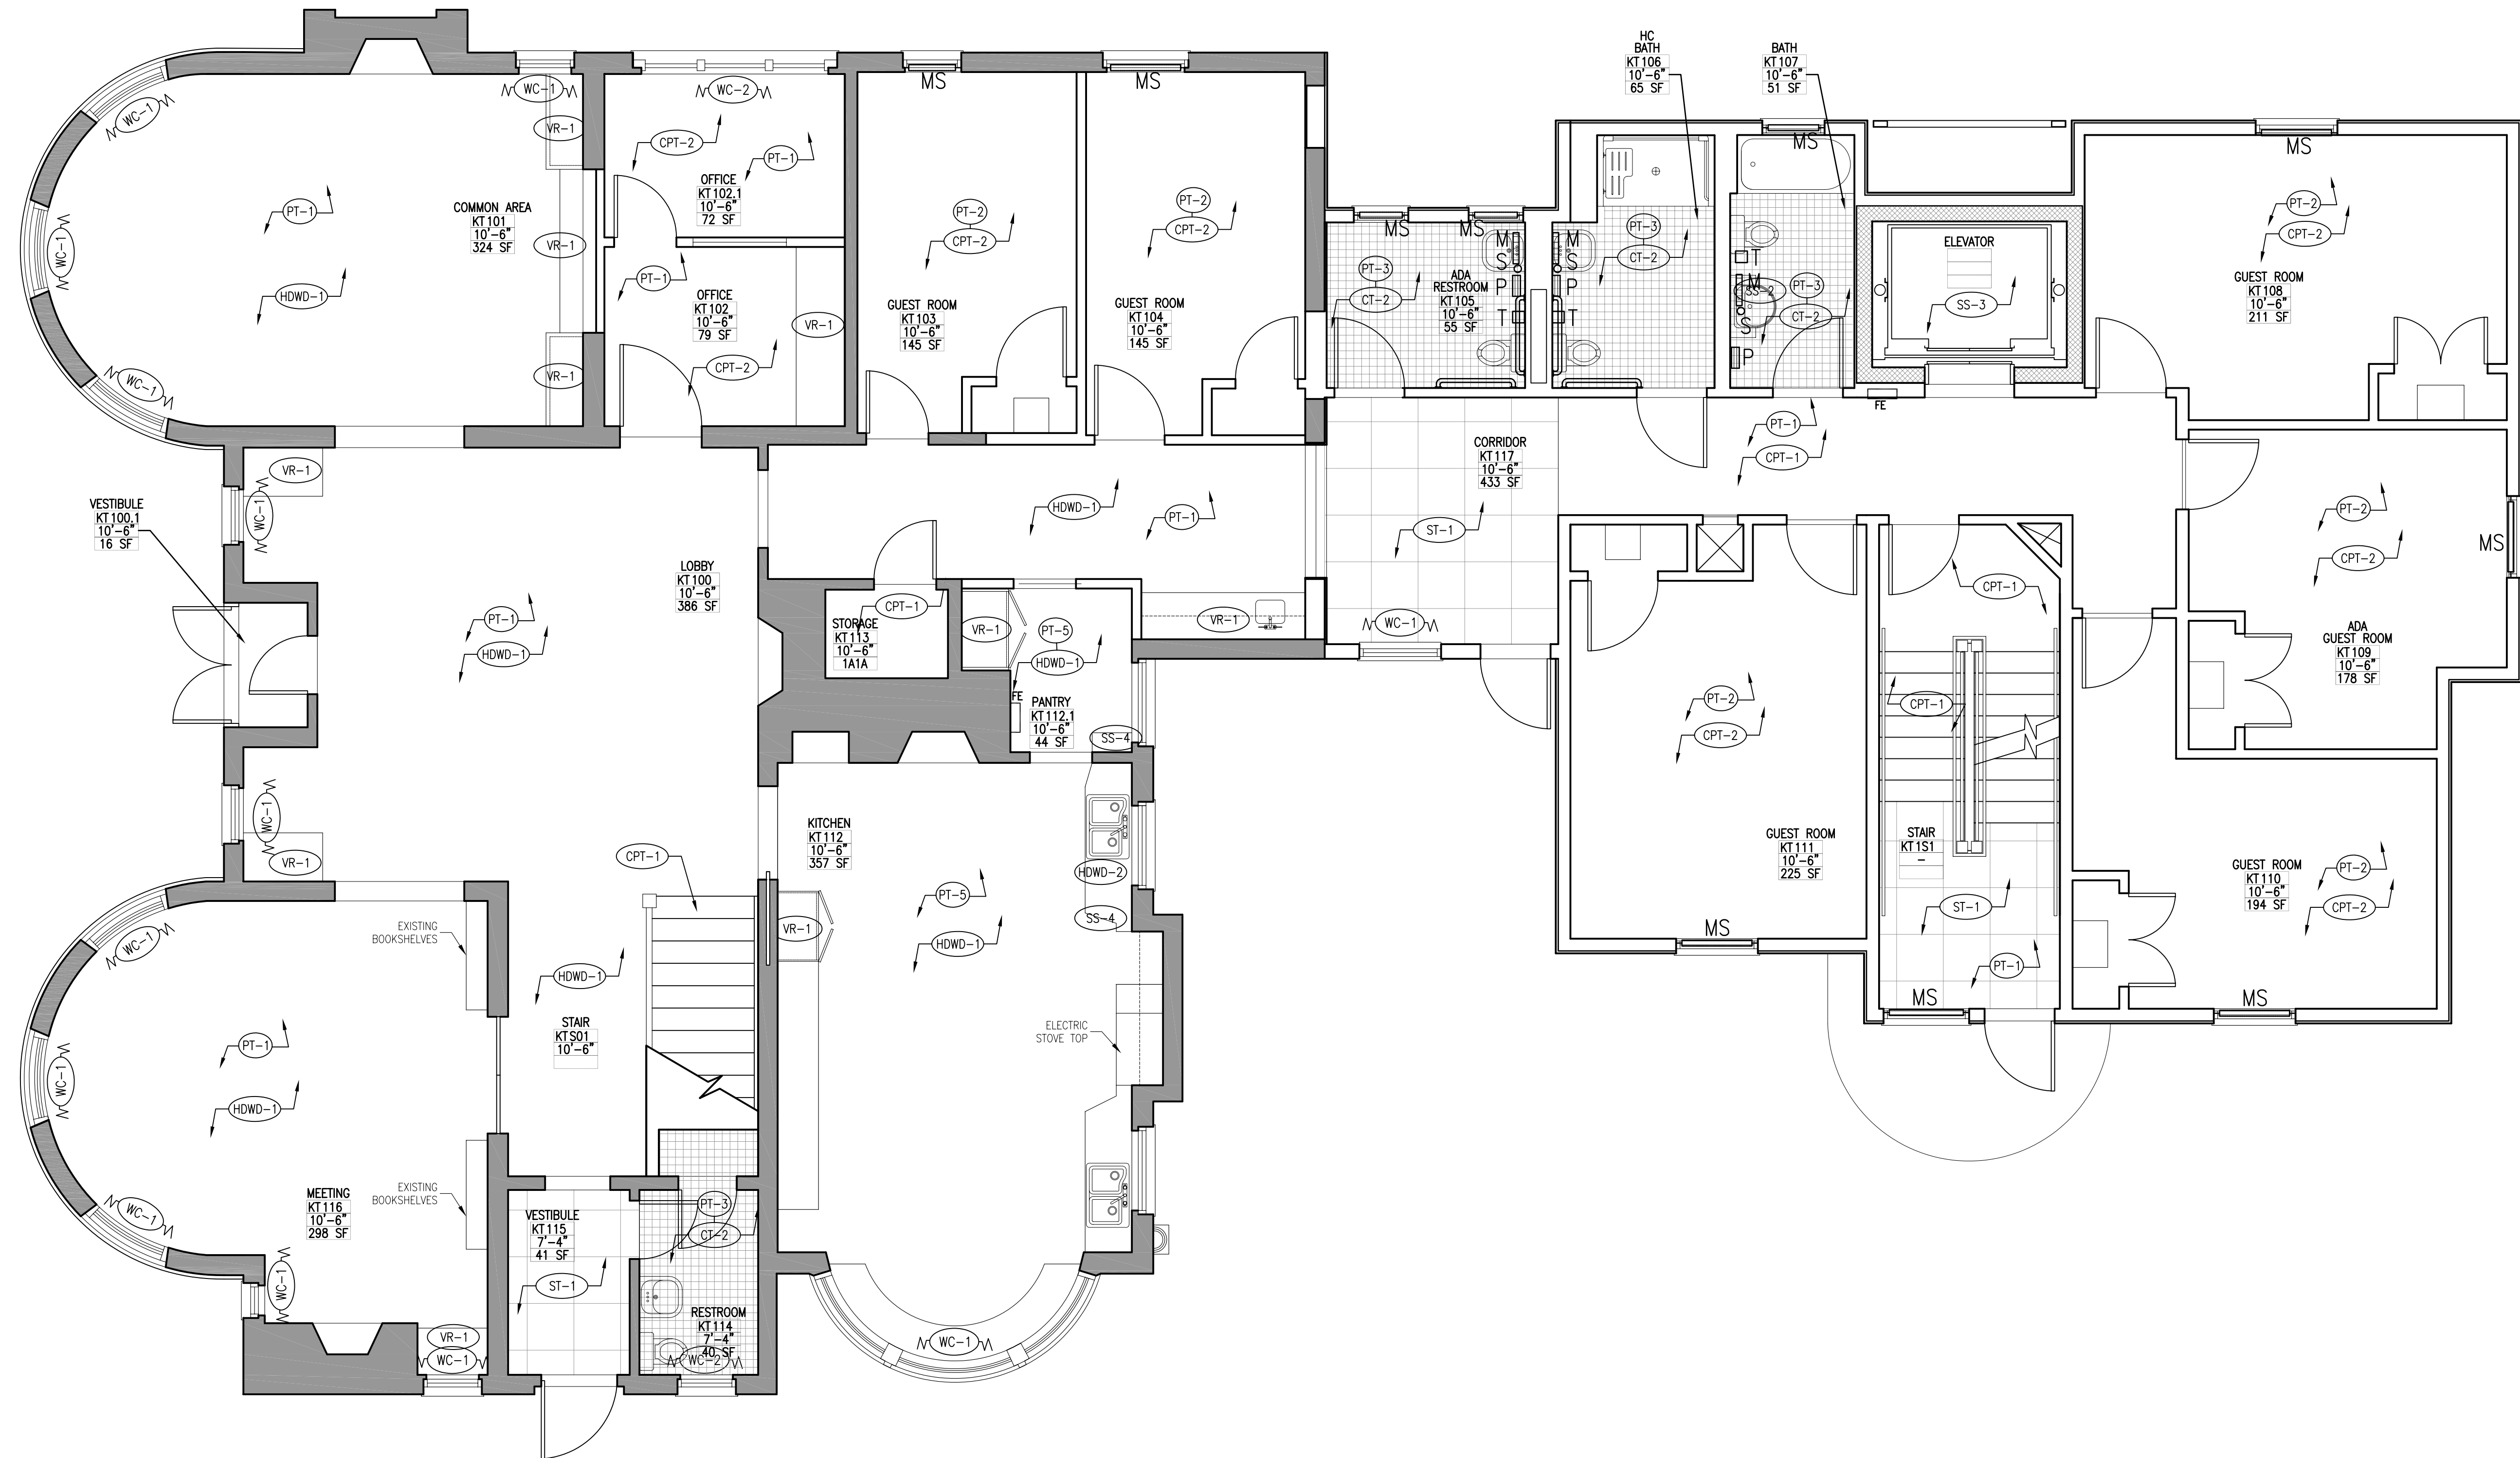 HC
BATH
KT106
10'-6"
65 SF
BATH
KT107
10'-6"
51 SF
WC-1
WC-1
WC-2
MS
MS
VR-1
CPT-2
PT-1
OFFICE
KT102.1
10'-6"
72 SF
MS
MS
COMMON AREA
KT101
10'-6"
324 SF
PT-1
HDWD-1
WC-1
VR-1
VR-1
WC-1
PT-1
OFFICE
KT102
10'-6"
79 SF
VR-1
CPT-2
PT-2
CPT-2
GUEST ROOM
KT103
10'-6"
145 SF
PT-2
CPT-2
GUEST ROOM
KT104
10'-6"
145 SF
MS
MS
PT-3
CT-2
ADA
RESTROOM
KT105
10'-6"
55 SF
M
S
P
T
M
S
P
T
PT-3
CT-2
T
M
SS-2
S
P
PT-3
CT-2
ELEVATOR
SS-3
FE
PT-2
CPT-2
GUEST ROOM
KT108
10'-6"
211 SF
VESTIBULE
KT100.1
10'-6"
16 SF
VR-1
WC-1
LOBBY
KT100
10'-6"
386 SF
PT-1
HDWD-1
WC-1
VR-1
HDWD-1
PT-1
CORRIDOR
KT117
10'-6"
433 SF
ST-1
PT-1
CPT-1
WC-1
CPT-1
STORAGE
KT113
10'-6"
1A1A
VR-1
PT-5
HDWD-1
VR-1
FE
PANTRY
KT112.1
10'-6"
44 SF
SS-4
PT-2
CPT-2
MS
ADA
GUEST ROOM
KT109
10'-6"
178 SF
CPT-1
CPT-1
PT-2
CPT-2
GUEST ROOM
KT111
10'-6"
225 SF
MS
STAIR
KT1S1
-
ST-1
PT-1
MS
GUEST ROOM
KT110
10'-6"
194 SF
PT-2
CPT-2
MS
KITCHEN
KT112
10'-6"
357 SF
HDWD-2
SS-4
PT-5
HDWD-1
VR-1
ELECTRIC
STOVE TOP
CPT-1
HDWD-1
STAIR
KTS01
10'-6"
EXISTING
BOOKSHELVES
WC-1
PT-1
WC-1
HDWD-1
EXISTING
BOOKSHELVES
MEETING
KT116
10'-6"
298 SF
WC-1
WC-1
VR-1
WC-1
VESTIBULE
KT115
7'-4"
41 SF
ST-1
PT-3
CT-2
RESTROOM
KT114
7'-4"
40 SF
WC-2
WC-1